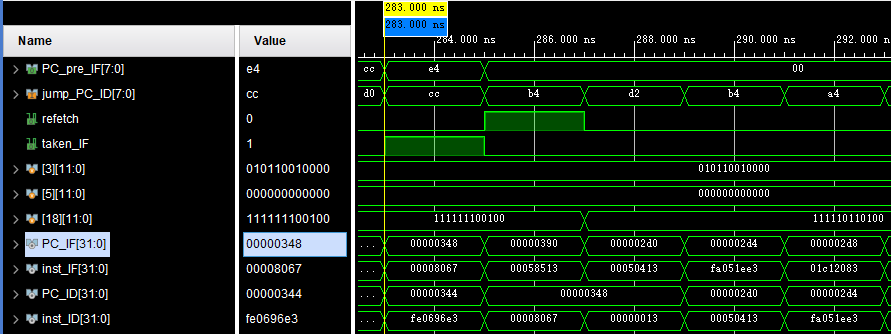 283.000 ns
283.000 ns
284.000 ns 286.000 ns 288.000 ns 290.000 ns 292.000 ns
Name Value
PC_pre_IF[7:0] e4 cc e4 00
jump_PC_ID[7:0] cc d0 cc b4 d2 b4 a4
refetch 0
taken_IF 1
[3][11:0] 010110010000 010110010000
[5][11:0] 000000000000 000000000000
[18][11:0] 111111100100 111111100100 111110110100
PC_IF[31:0] 00000348 ... 00000348 00000390 000002d0 000002d4 000002d8
inst_IF[31:0] 00008067 ... 00008067 00058513 00050413 fa051ee3 01c12083
PC_ID[31:0] 00000344 ... 00000344 00000348 000002d0 000002d4
inst_ID[31:0] fe0696e3 ... fe0696e3 00008067 00000013 00050413 fa051ee3